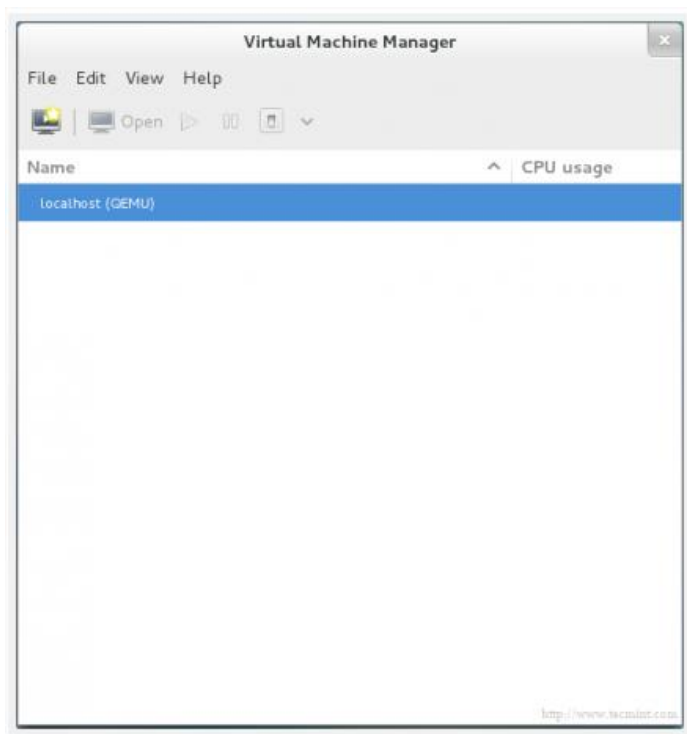 Virtual Machine Manager
File Edit View Help
Open
Name CPU usage
localhost (QEMU)
http://www.tecmint.com